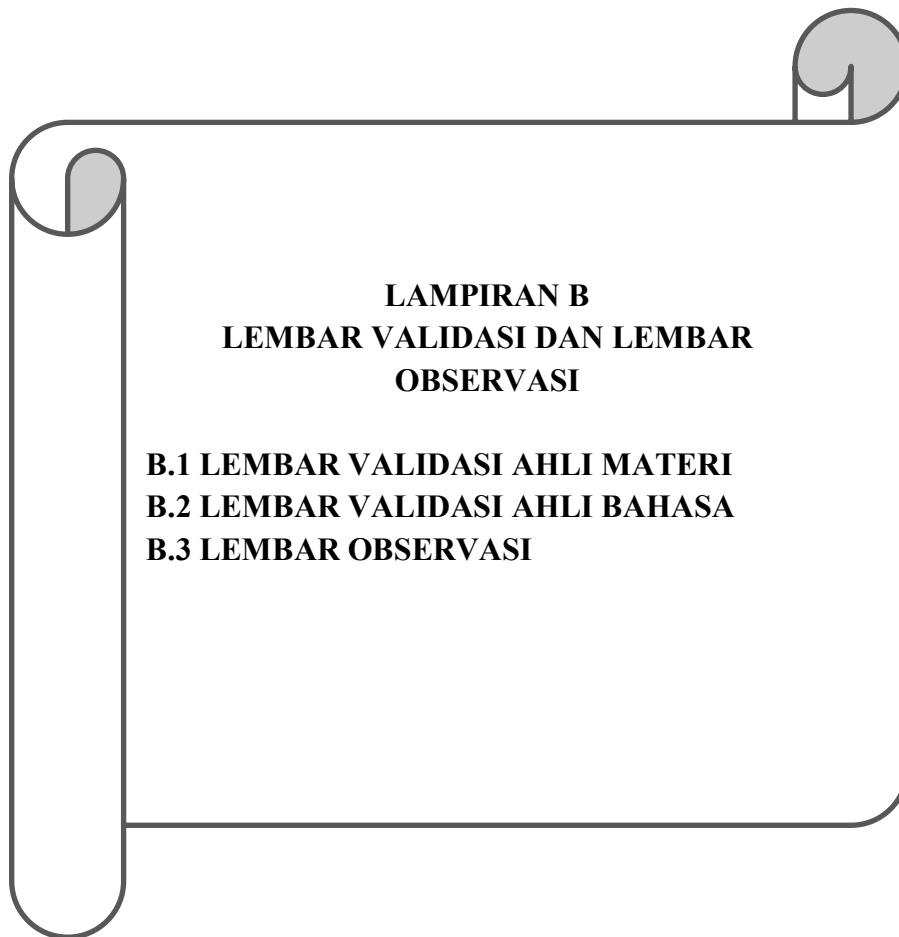 LAMPIRAN B
LEMBAR VALIDASI DAN LEMBAR
OBSERVASI
B.1 LEMBAR VALIDASI AHLI MATERI
B.2 LEMBAR VALIDASI AHLI BAHASA
B.3 LEMBAR OBSERVASI